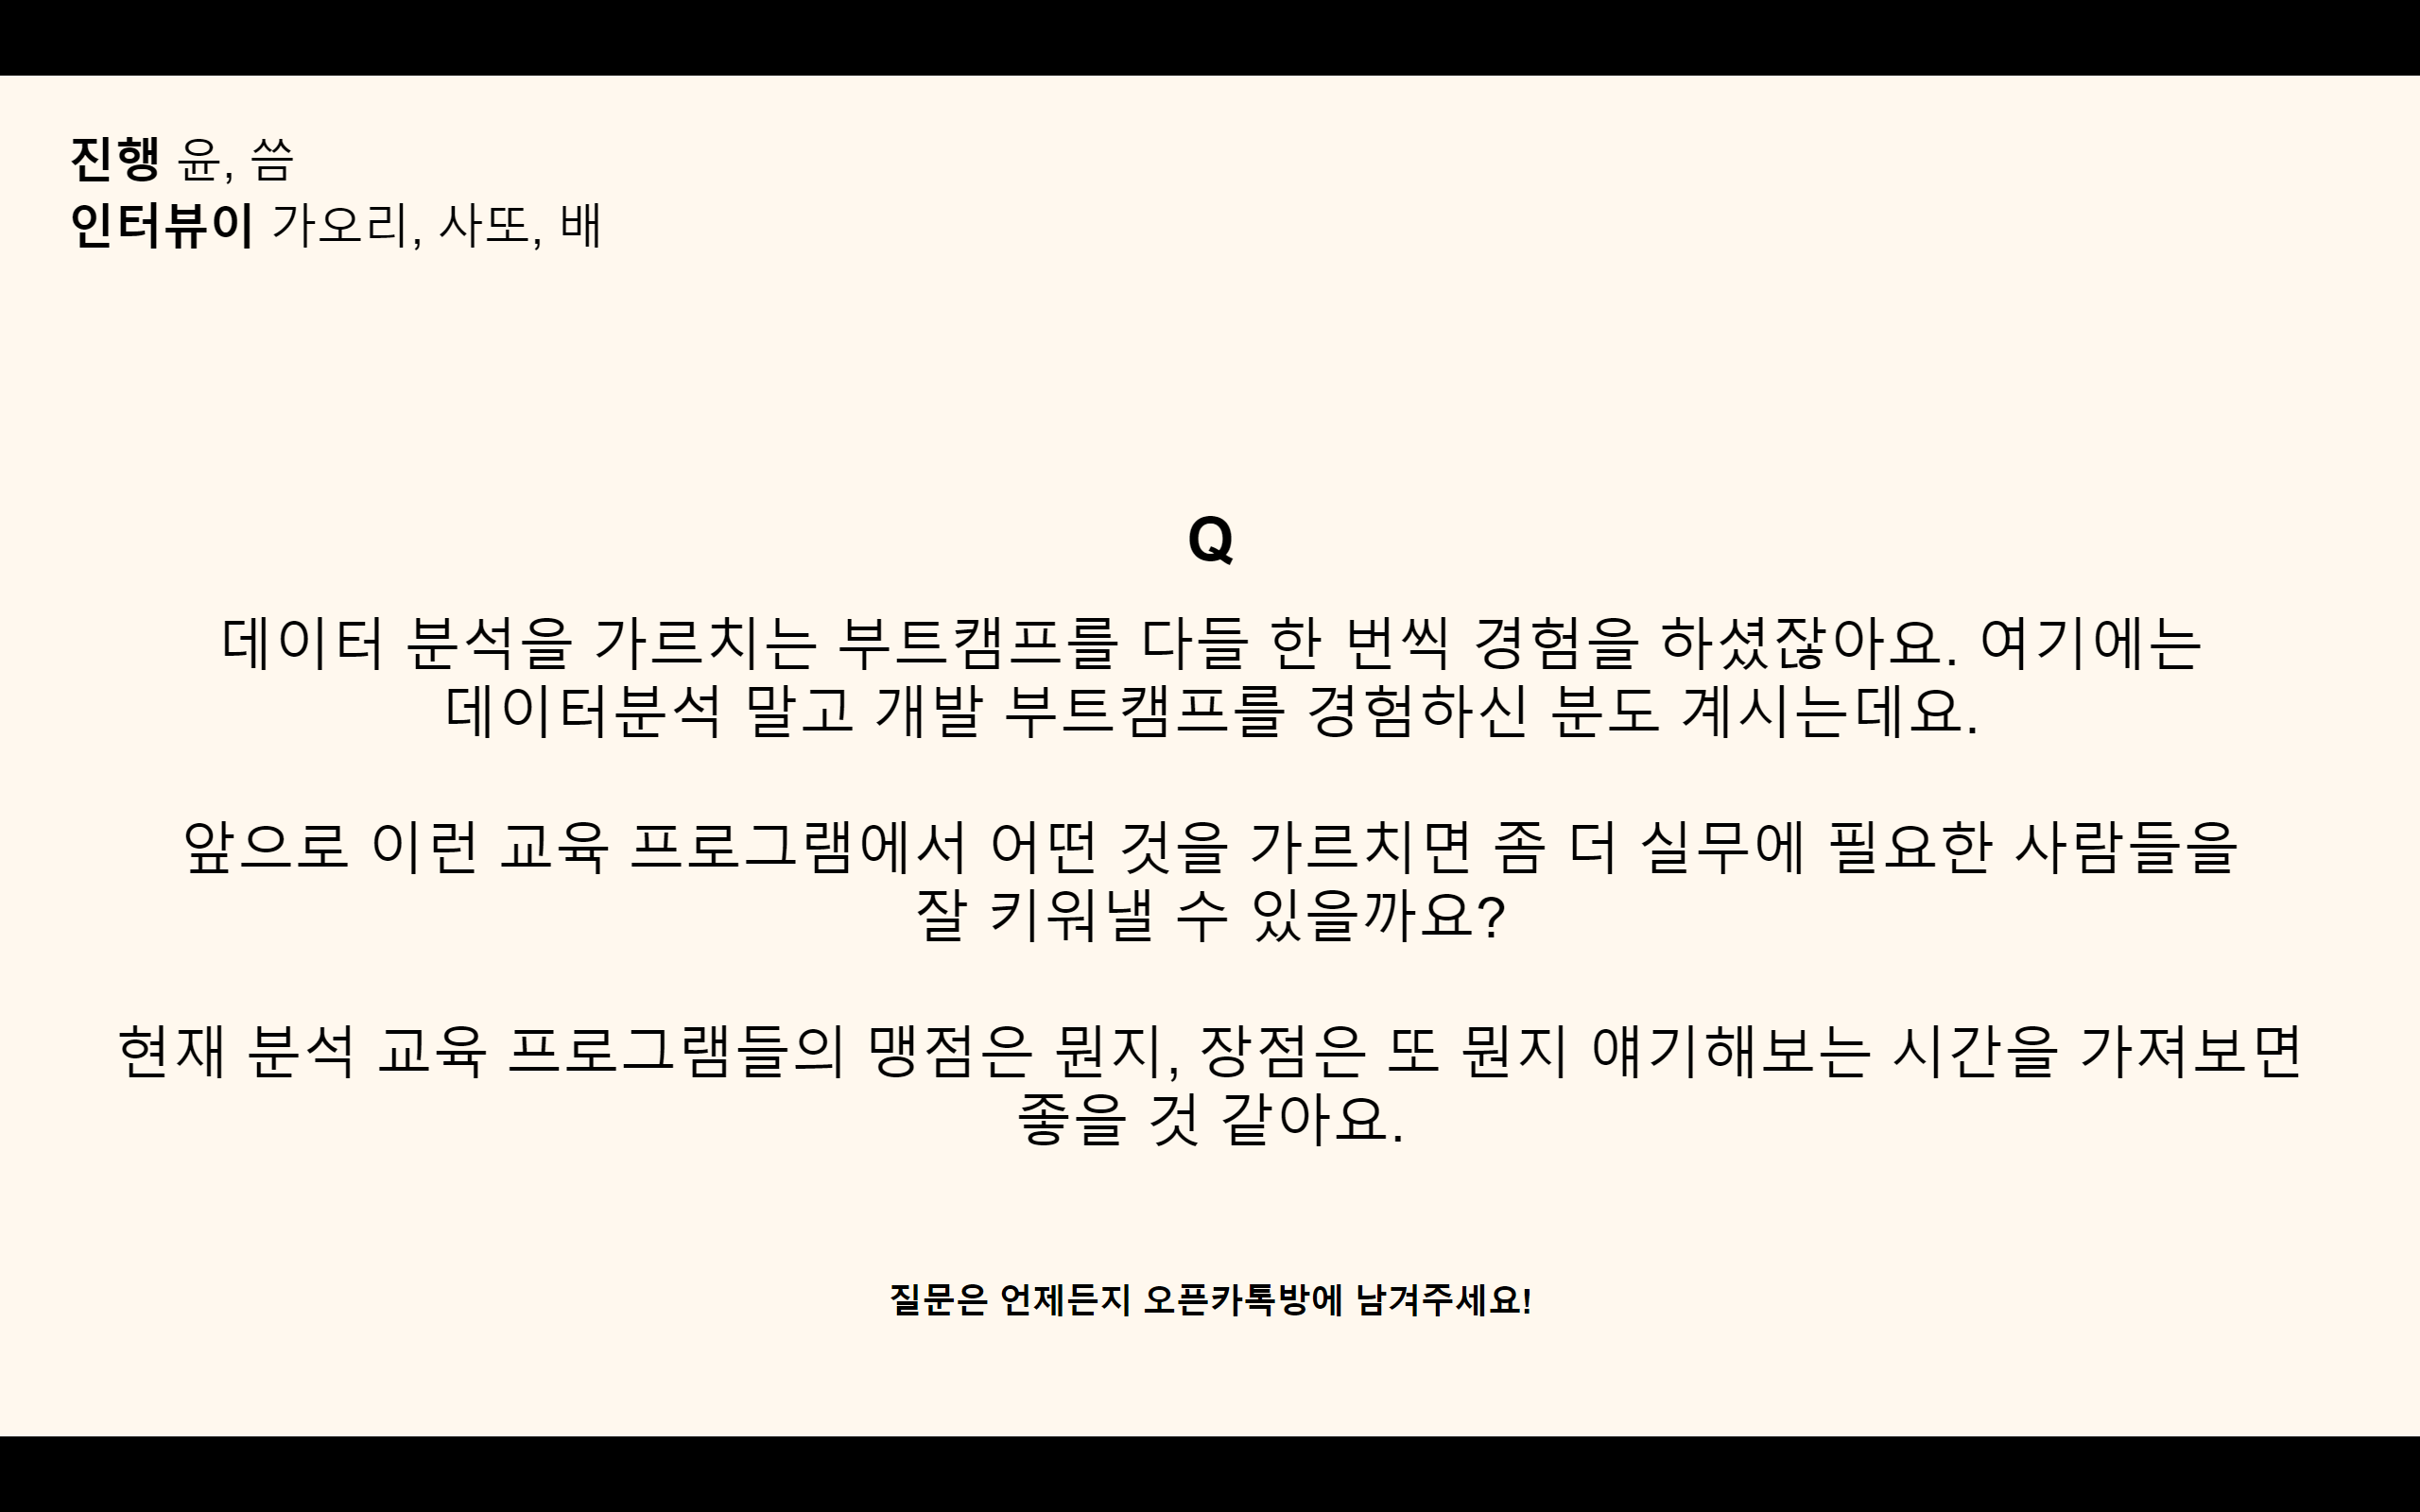 진행 윤, 씀
인터뷰이 가오리, 사또, 배
Q
데이터 분석을 가르치는 부트캠프를 다들 한 번씩 경험을 하셨잖아요. 여기에는
데이터분석 말고 개발 부트캠프를 경험하신 분도 계시는데요.
앞으로 이런 교육 프로그램에서 어떤 것을 가르치면 좀 더 실무에 필요한 사람들을
잘 키워낼 수 있을까요?
현재 분석 교육 프로그램들의 맹점은 뭔지, 장점은 또 뭔지 얘기해보는 시간을 가져보면
좋을 것 같아요.
질문은 언제든지 오픈카톡방에 남겨주세요!